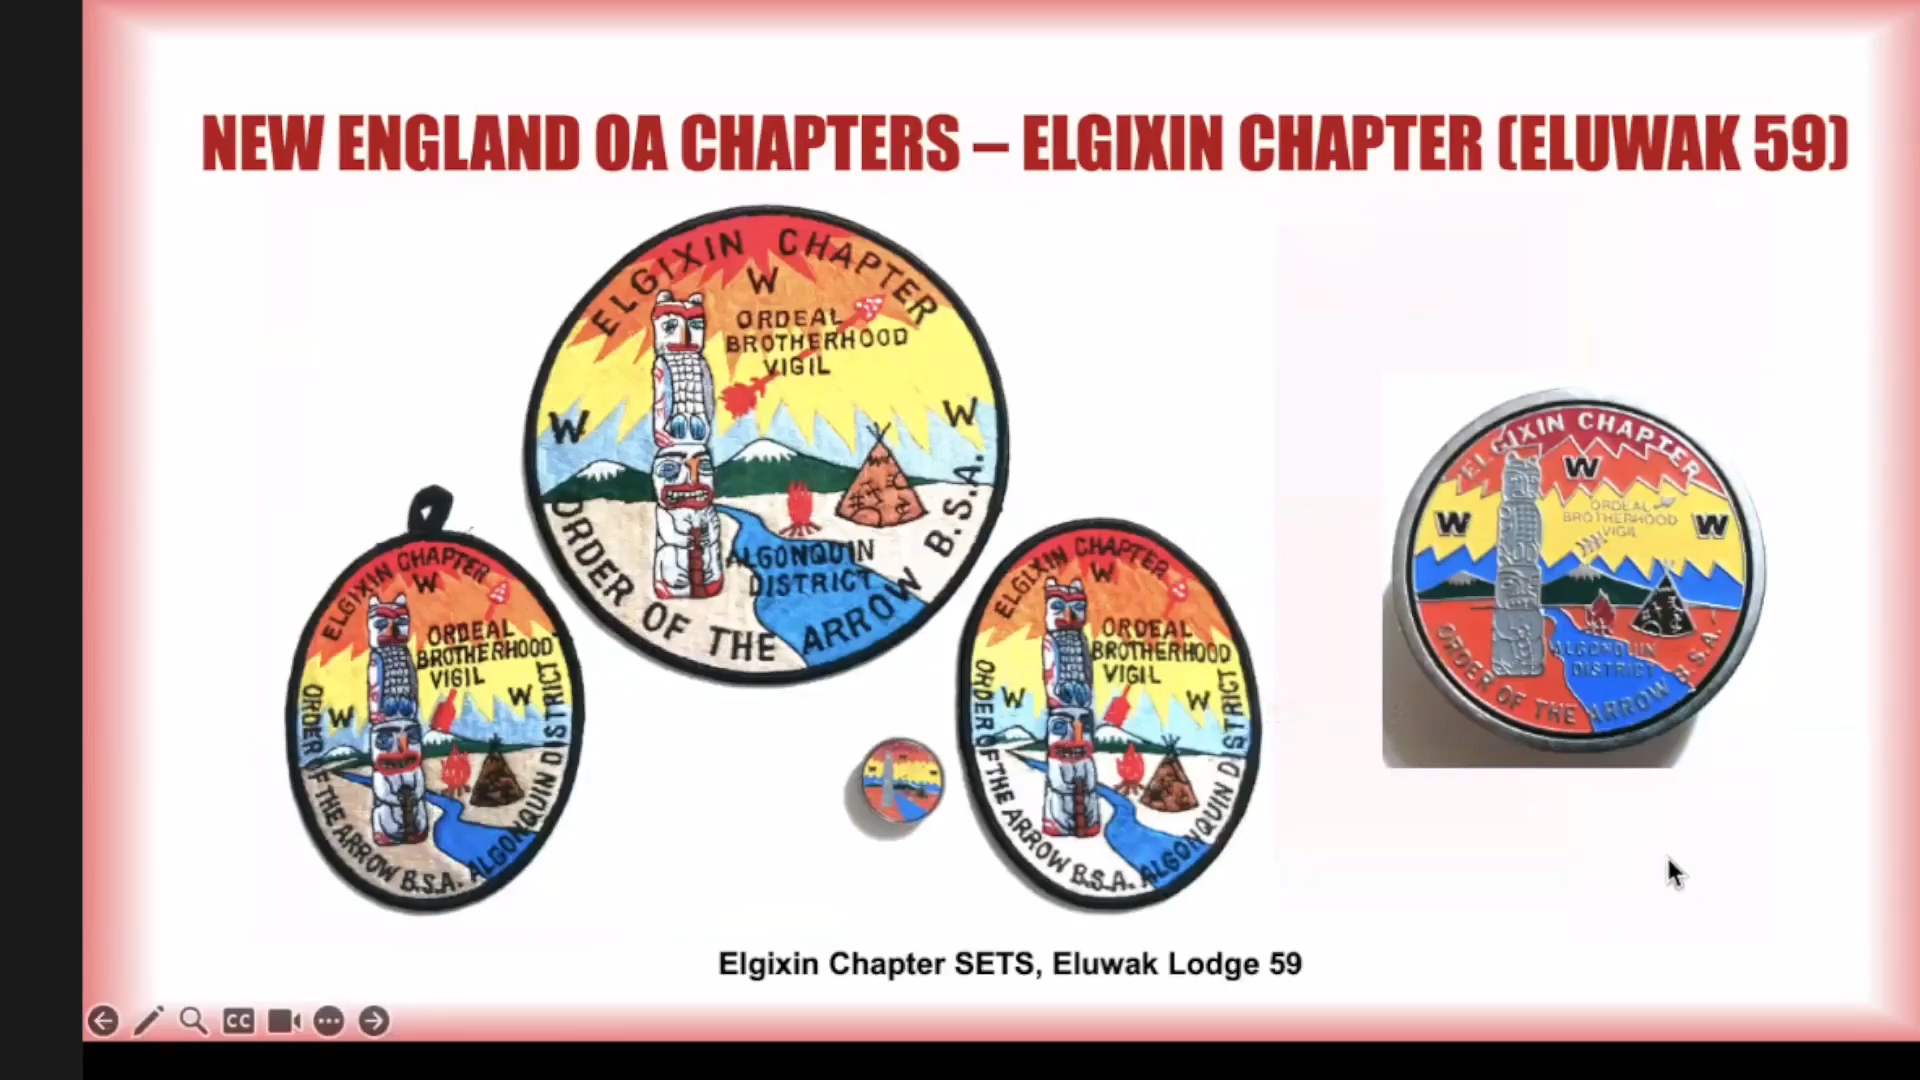 NEW ENGLAND OA CHAPTERS – ELGIXIN CHAPTER (ELUWAK 59)
ELGIXIN CHAPTER
W
ORDEAL
BROTHERHOOD
VIGIL
W W
ALGONQUIN
DISTRICT
ORDER OF THE ARROW B.S.A.
ELGIXIN CHAPTER
W
ORDEAL
BROTHERHOOD
VIGIL
W W
ORDER OF THE ARROW B.S.A. ALGONQUIN DISTRICT
ELGIXIN CHAPTER
W
ORDEAL
BROTHERHOOD
VIGIL
W W
ORDER OF THE ARROW B.S.A. ALGONQUIN DISTRICT
ELGIXIN CHAPTER
W
ORDEAL
BROTHERHOOD
VIGIL
W W
ALGONQUIN
DISTRICT
ORDER OF THE ARROW B.S.A.
Elgixin Chapter SETS, Eluwak Lodge 59
CC